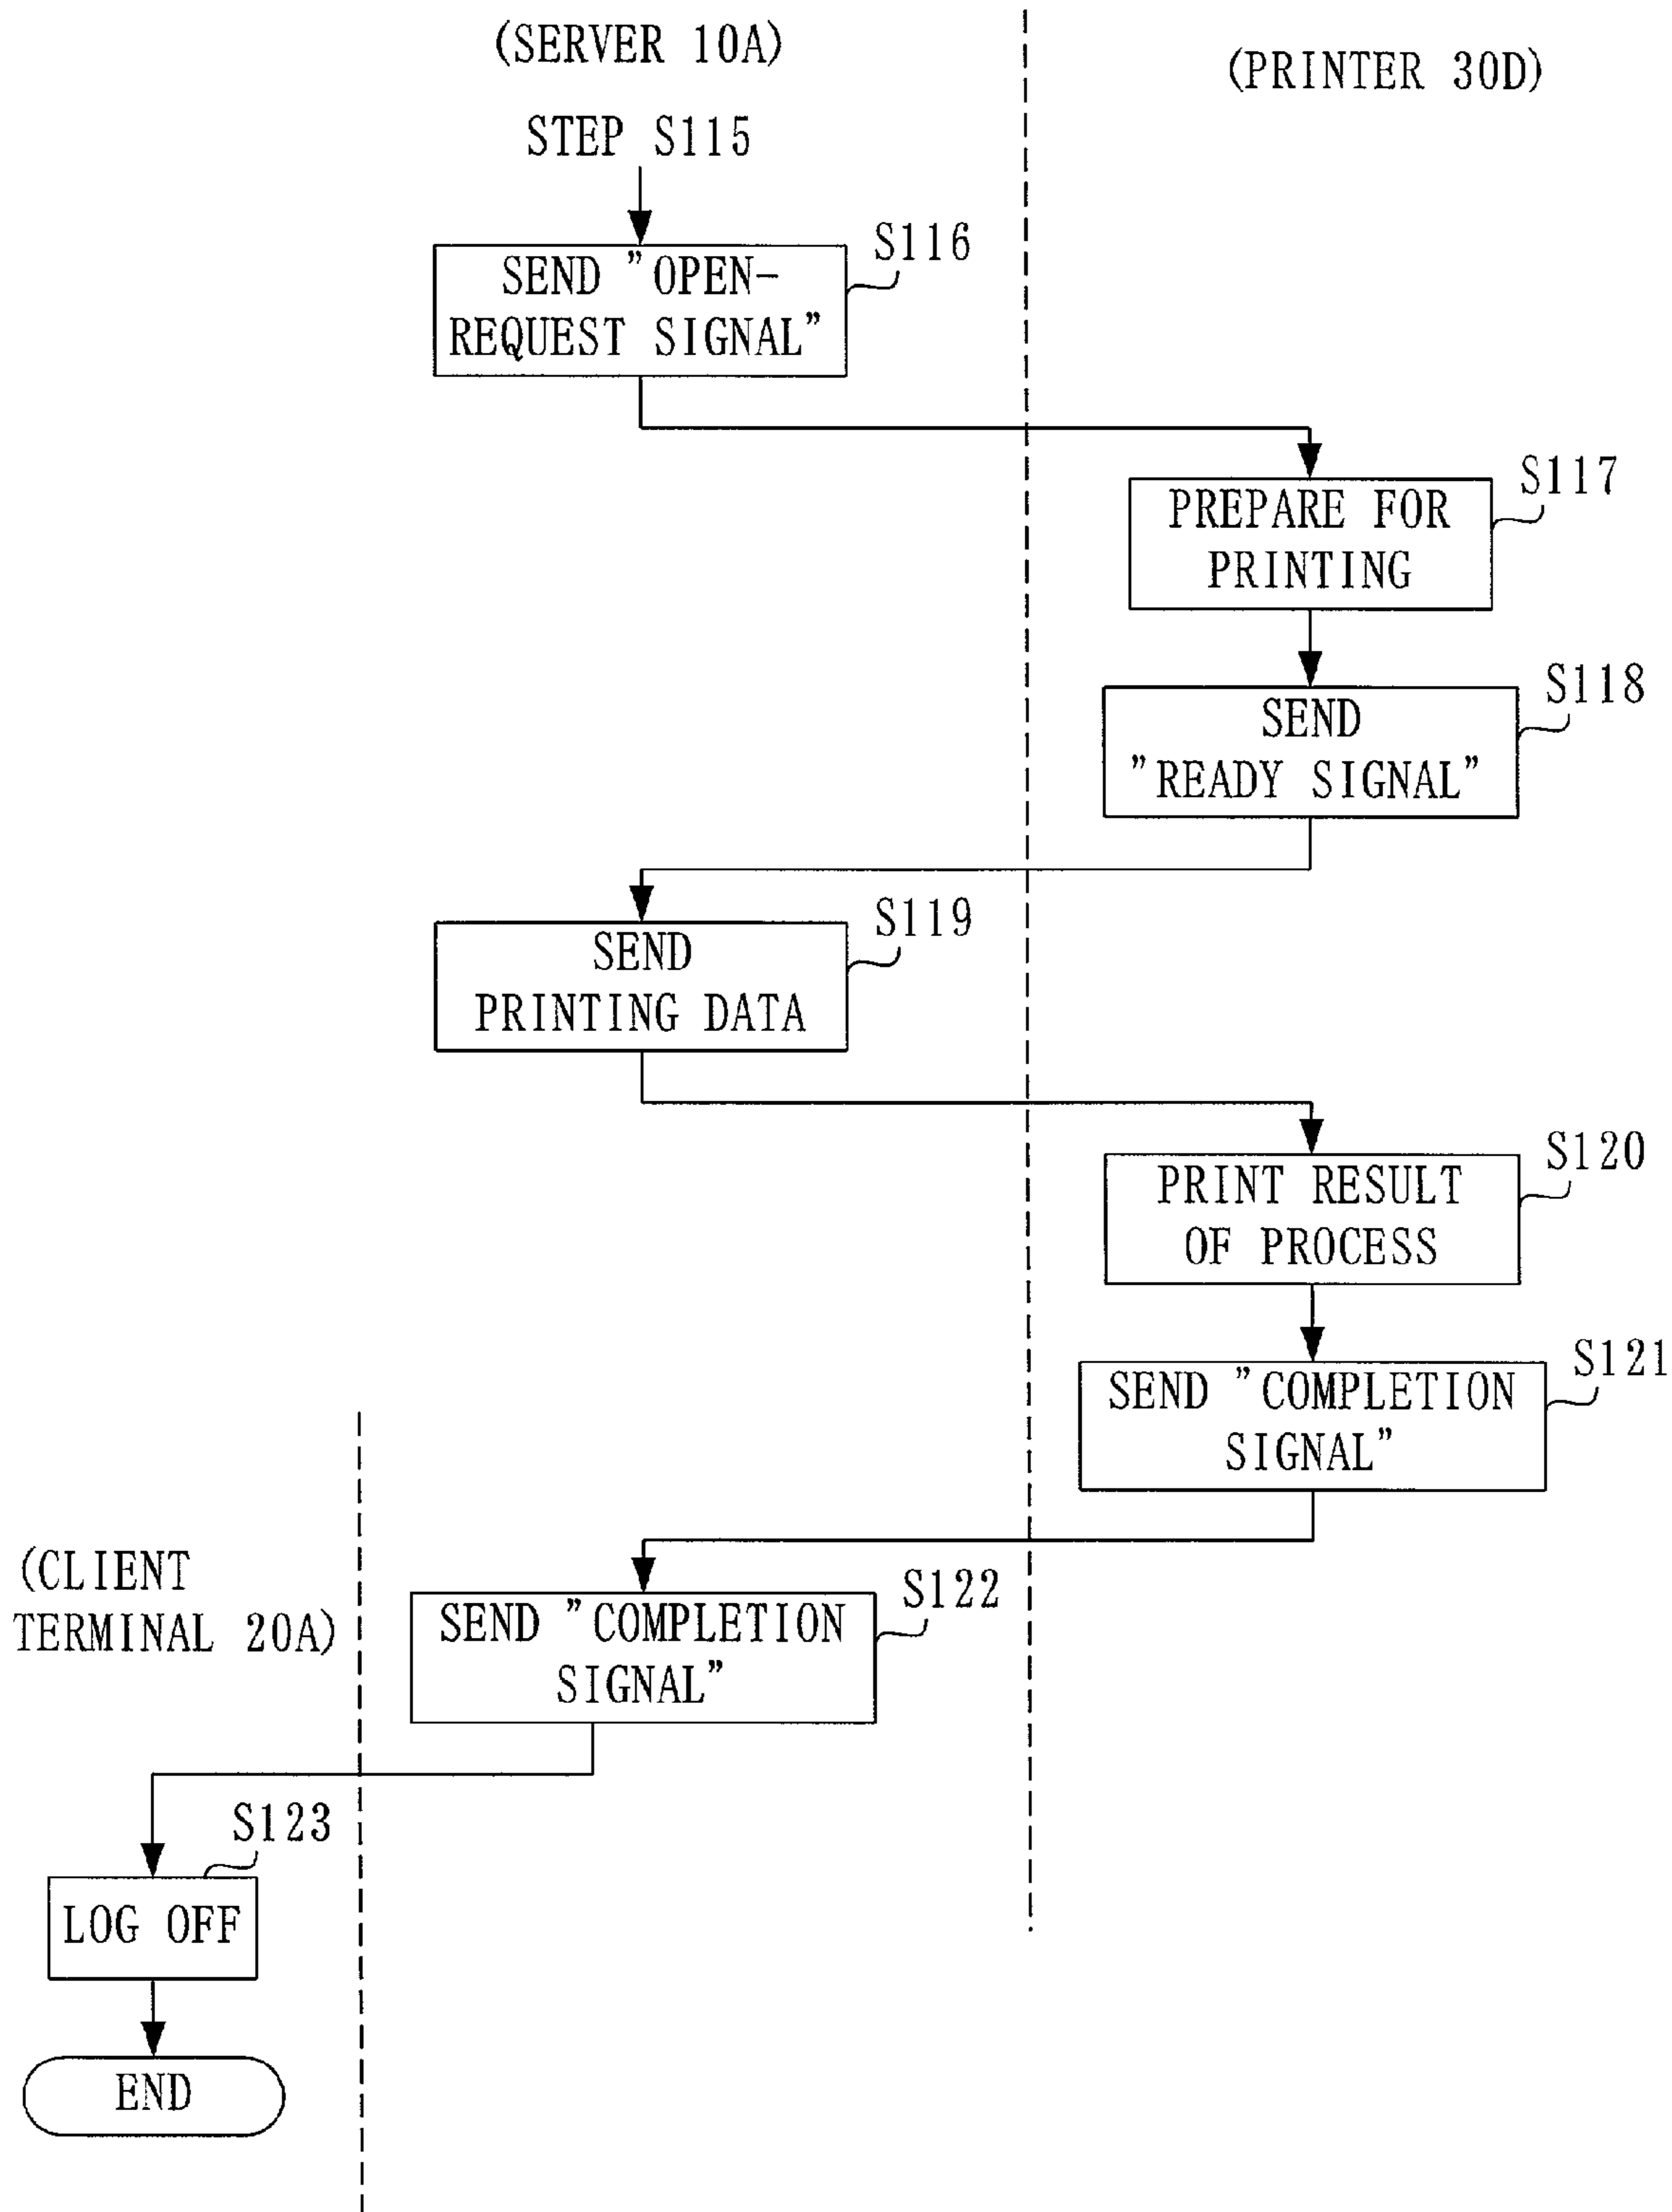 (SERVER 10A)
(PRINTER 30D)
STEP S115
S116
SEND "OPEN-
REQUEST SIGNAL"
S117
PREPARE FOR
PRINTING
S118
SEND
"READY SIGNAL"
S119
SEND
PRINTING DATA
S120
PRINT RESULT
OF PROCESS
S121
SEND "COMPLETION
SIGNAL"
(CLIENT
TERMINAL 20A)
S122
SEND "COMPLETION
SIGNAL"
S123
LOG OFF
END